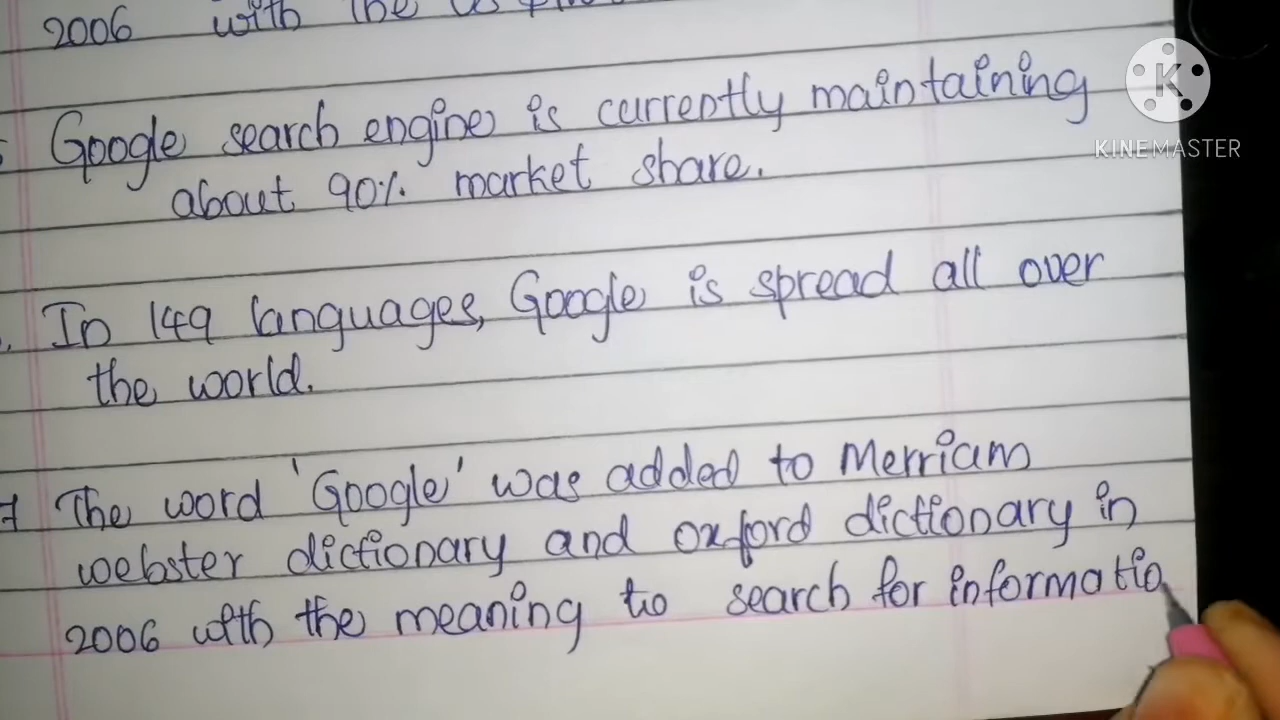 2006 with the
Google search engine is currently maintaining
about 90% market share.
In 149 languages, Google is spread all over
the world.
7 The word 'Google' was added to Merriam
webster dictionary and oxford dictionary in
2006 with the meaning to search for informatio
K
KINEMASTER